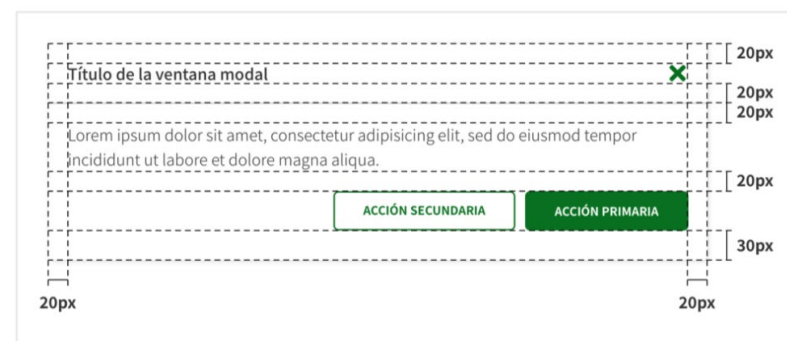 20px
Título de la ventana modal
20px
20px
Lorem ipsum dolor sit amet, consectetur adipisicing elit, sed do eiusmod tempor
incididunt ut labore et dolore magna aliqua.
20px
ACCIÓN SECUNDARIA ACCIÓN PRIMARIA
30px
20px 20px